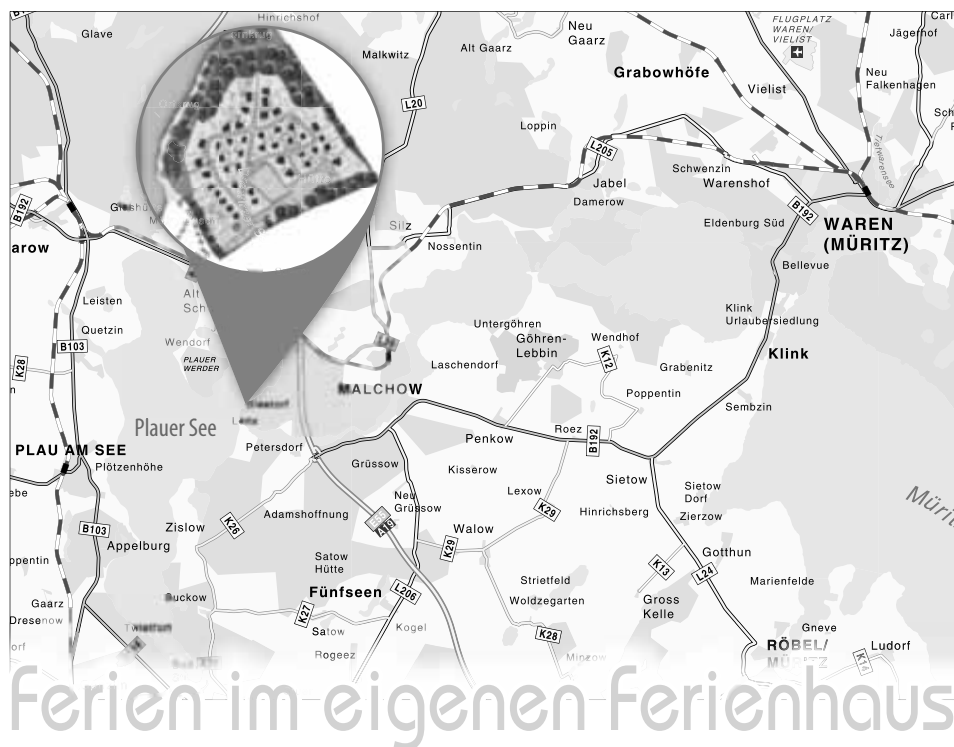 Glave
Hinrichshof
Malkwitz
Alt Gaarz
Neu
Gaarz
FLUGPLATZ
WAREN/
VIELIST
Jägerhof
Grabowhöfe
Vielist
Neu
Falkenhagen
L20
Loppin
L205
Tiefwarensee
Jabel
Schwenzin
Warenshof
Damerow
B192
B192
Eldenburg Süd
WAREN
(MÜRITZ)
Silz
Nossentin
arow
Bellevue
Alt
Leisten
Klink
Urlaubersiedlung
Quetzin
Untergöhren
Göhren-
Lebbin
Wendhof
B103
Wendorf
PLAUER
WERDER
K28
K12
Klink
Laschendorf
Grabenitz
MALCHOW
Poppentin
Sembzin
Plauer See
Roez
B192
Penkow
Petersdorf
PLAU AM SEE
Plötzenhöhe
Grüssow
Kisserow
Sietow
Lexow
Sietow
Dorf
Neu
Grüssow
Zierzow
Hinrichsberg
K29
Adamshoffnung
K26
Zislow
B103
A19
Walow
Appelburg
K29
Gotthun
Satow
Hütte
K13
L24
Strietfeld
Marienfelde
Fünfseen
L206
Gross
Kelle
Woldzegarten
Buckow
Gaarz
K27
Gneve
Satow
Kogel
K28
RÖBEL/
MÜRITZ
Ludorf
Rogeez
Minzow
Ferien im eigenen Ferienhaus